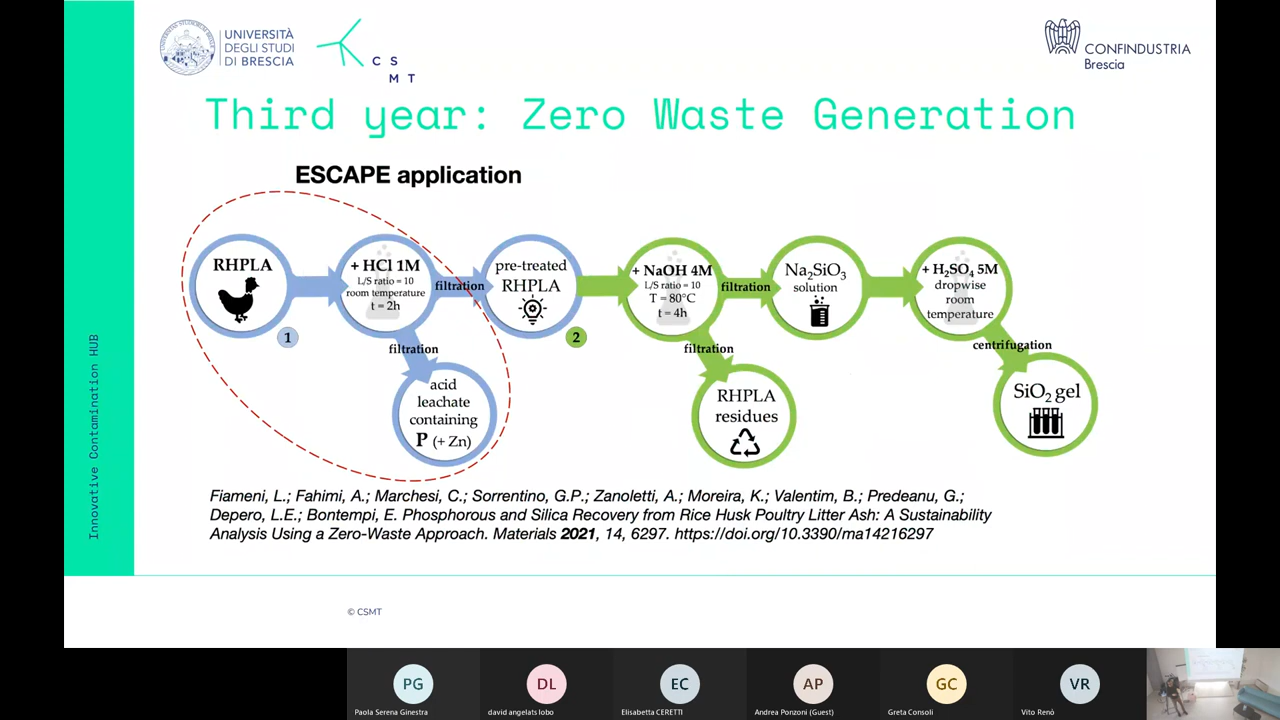 UNIVERSITÀ
DEGLI STUDI
DI BRESCIA
C S
M T
CONFINDUSTRIA
Brescia
Third year: Zero Waste Generation
ESCAPE application
RHPLA
1
+ HCl 1M
L/S ratio = 10
room temperature
t = 2h
filtration
filtration
acid
leachate
containing
P (+ Zn)
pre-treated
RHPLA
2
+ NaOH 4M
L/S ratio = 10
T = 80°C
t = 4h
filtration
filtration
RHPLA
residues
Na₂SiO₃
solution
+ H₂SO₄ 5M
dropwise
room
temperature
centrifugation
SiO₂ gel
Fiameni, L.; Fahimi, A.; Marchesi, C.; Sorrentino, G.P.; Zanoletti, A.; Moreira, K.; Valentim, B.; Predeanu, G.;
Depero, L.E.; Bontempi, E. Phosphorous and Silica Recovery from Rice Husk Poultry Litter Ash: A Sustainability
Analysis Using a Zero-Waste Approach. Materials 2021, 14, 6297. https://doi.org/10.3390/ma14216297
Innovative Contamination HUB
© CSMT
PG
Paola Serena Ginestra
DL
david angelats lobo
EC
Elisabetta CERETTI
AP
Andrea Ponzoni (Guest)
GC
Greta Consoli
VR
Vito Renò